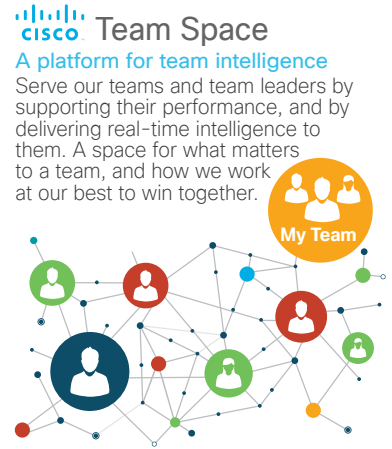 CISCO Team Space
A platform for team intelligence
Serve our teams and team leaders by
supporting their performance, and by
delivering real-time intelligence to
them. A space for what matters
to a team, and how we work
at our best to win together.
My Team